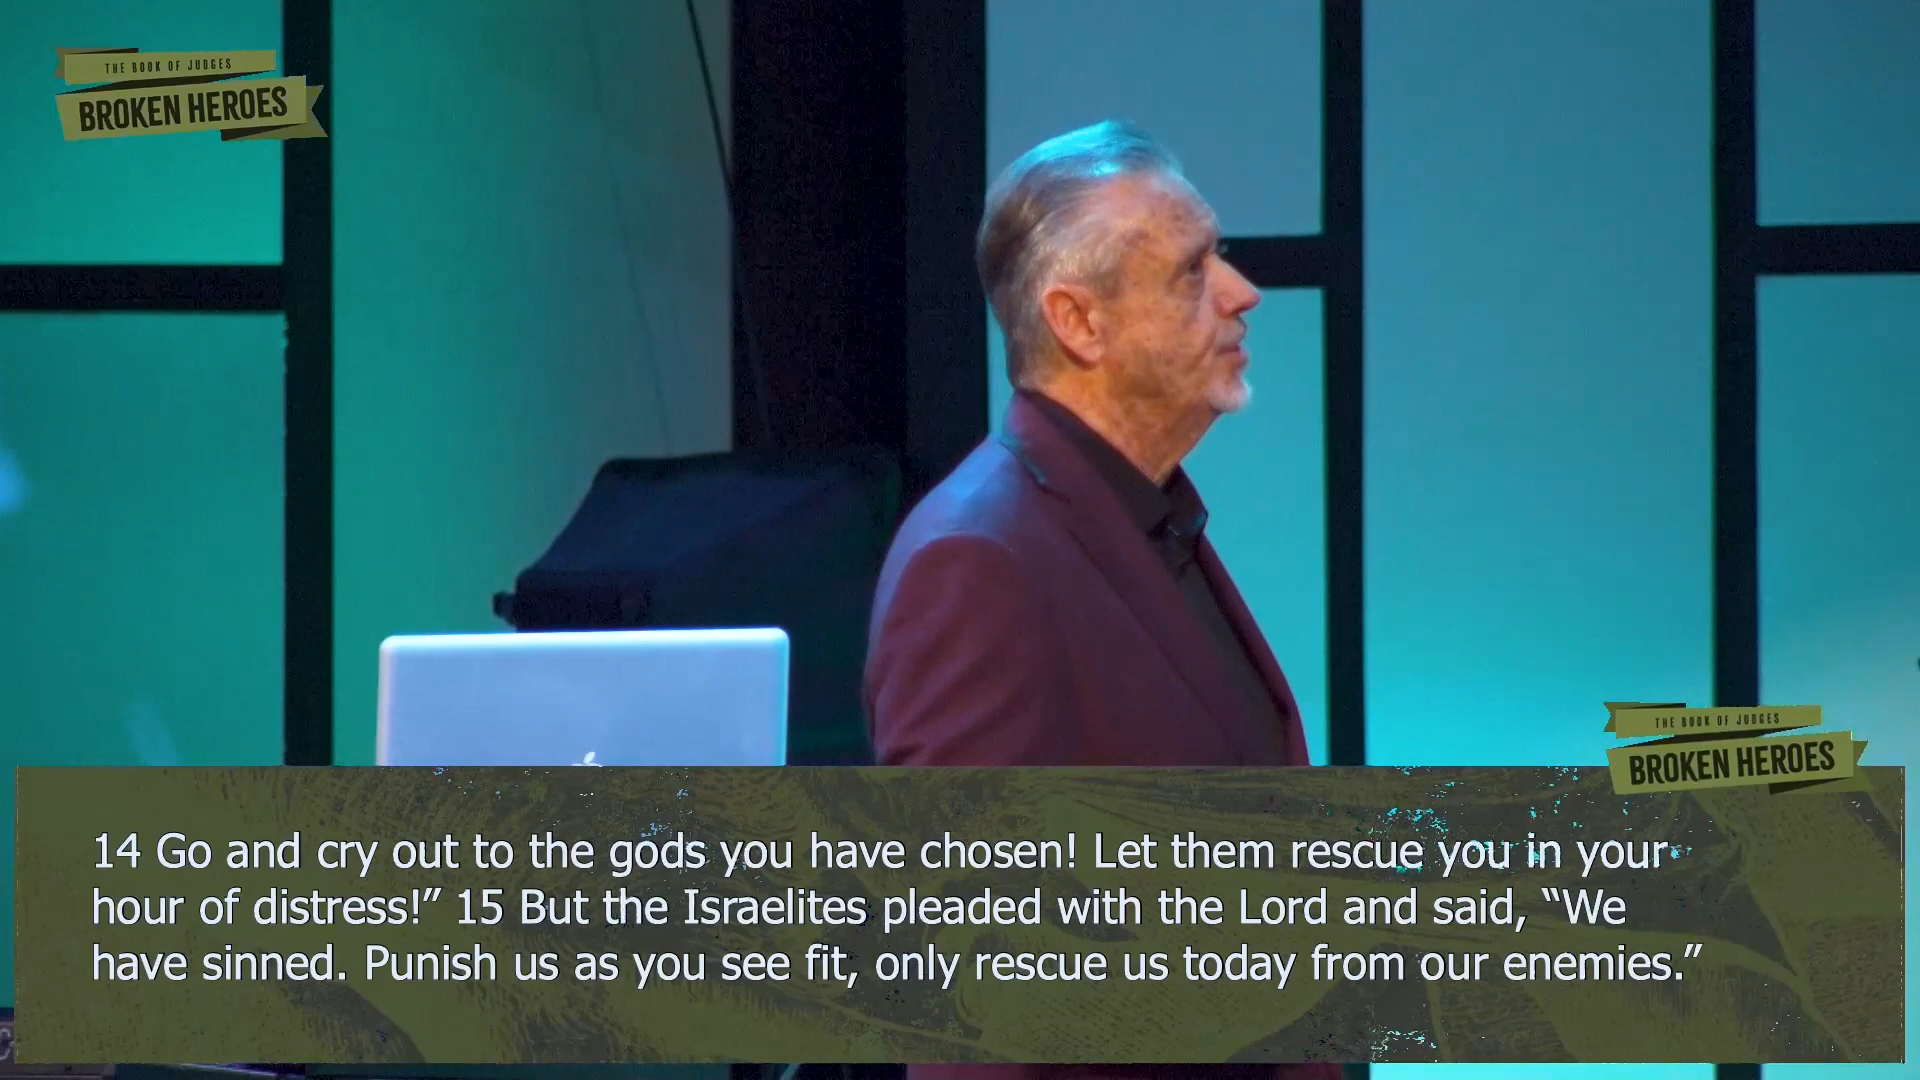 THE BOOK OF JUDGES
BROKEN HEROES
THE BOOK OF JUDGES
BROKEN HEROES
14 Go and cry out to the gods you have chosen! Let them rescue you in your
hour of distress!” 15 But the Israelites pleaded with the Lord and said, “We
have sinned. Punish us as you see fit, only rescue us today from our enemies.”